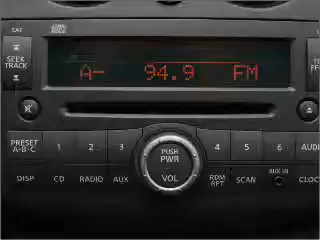 CAT
SEEK
TRACK
A- 94.9 FM
PRESET
A·B·C
1 2 3
PUSH
PWR
VOL
4 5 6
DISP CD RADIO AUX
RDM
RPT
SCAN
AUX IN